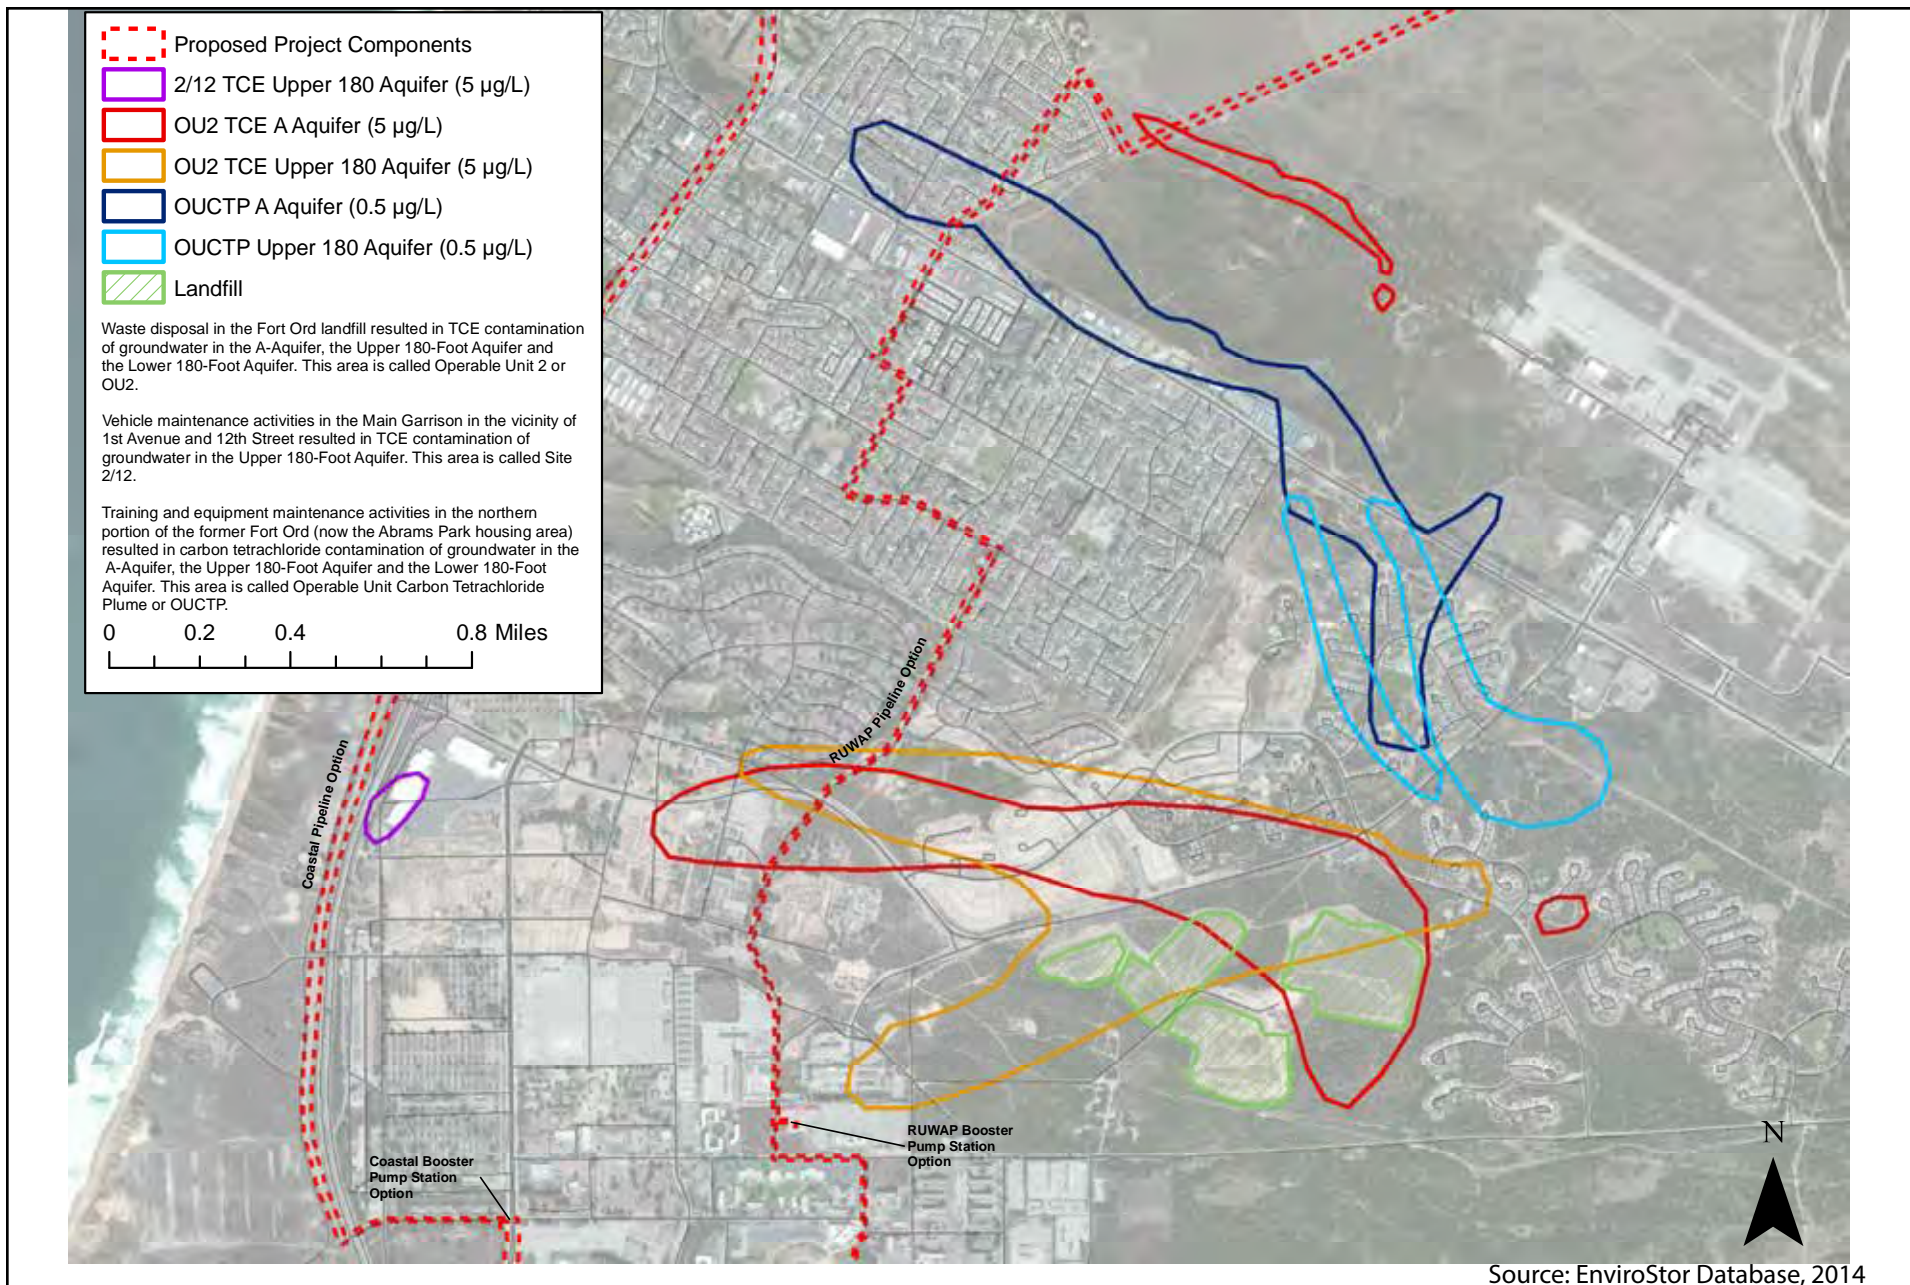 Proposed Project Components
2/12 TCE Upper 180 Aquifer (5 µg/L)
OU2 TCE A Aquifer (5 µg/L)
OU2 TCE Upper 180 Aquifer (5 µg/L)
OUCTP A Aquifer (0.5 µg/L)
OUCTP Upper 180 Aquifer (0.5 µg/L)
Landfill
Waste disposal in the Fort Ord landfill resulted in TCE contamination
of groundwater in the A-Aquifer, the Upper 180-Foot Aquifer and
the Lower 180-Foot Aquifer. This area is called Operable Unit 2 or
OU2.
Vehicle maintenance activities in the Main Garrison in the vicinity of
1st Avenue and 12th Street resulted in TCE contamination of
groundwater in the Upper 180-Foot Aquifer. This area is called Site
2/12.
Training and equipment maintenance activities in the northern
portion of the former Fort Ord (now the Abrams Park housing area)
resulted in carbon tetrachloride contamination of groundwater in the
A-Aquifer, the Upper 180-Foot Aquifer and the Lower 180-Foot
Aquifer. This area is called Operable Unit Carbon Tetrachloride
Plume or OUCTP.
0 0.2 0.4 0.8 Miles
RUWAP Pipeline Option
Coastal Pipeline Option
RUWAP Booster
Pump Station
Option
Coastal Booster
Pump Station
Option
N
Source: EnviroStor Database, 2014